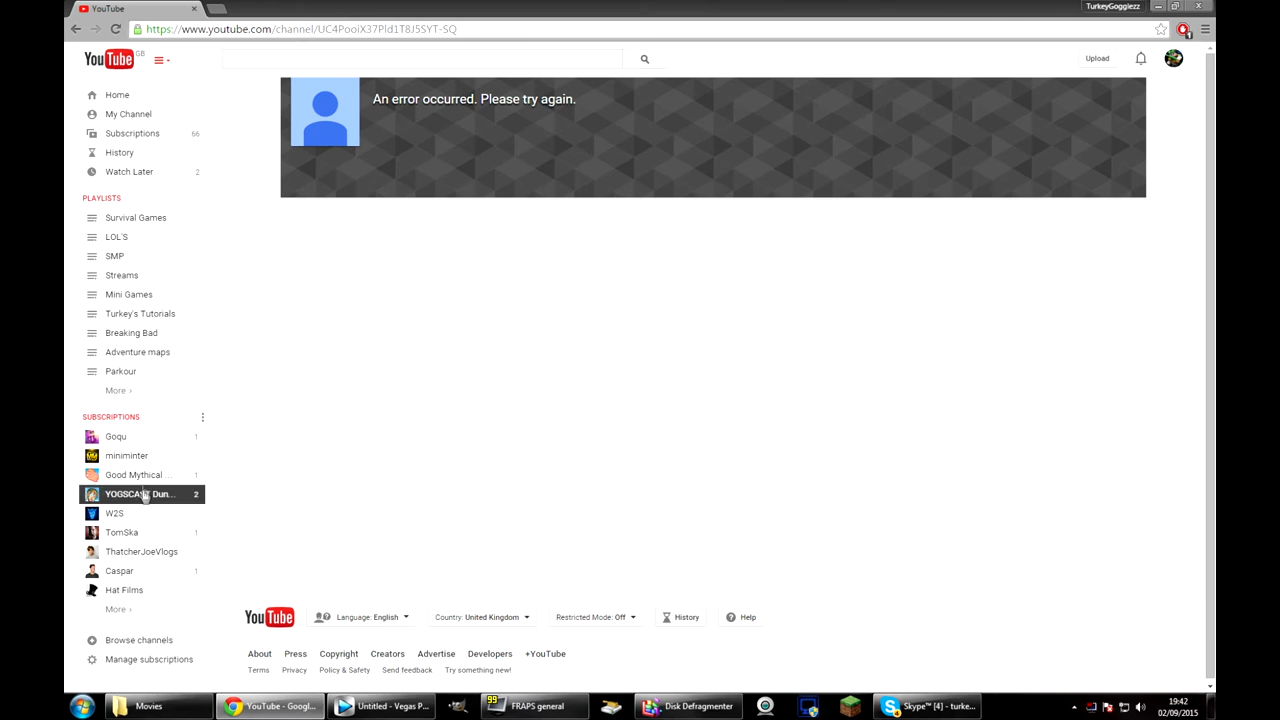 YouTube
TurkeyGogglezz
https://www.youtube.com/channel/UC4PooiX37Pld1T8J5SYT-SQ
YouTube GB
Upload
Home
My Channel
Subscriptions 66
History
Watch Later 2
PLAYLISTS
Survival Games
LOL'S
SMP
Streams
Mini Games
Turkey's Tutorials
Breaking Bad
Adventure maps
Parkour
More ›
SUBSCRIPTIONS
Goqu 1
miniminter
Good Mythical ... 1
YOGSCAST Dun... 2
W2S
TomSka 1
ThatcherJoeVlogs
Caspar 1
Hat Films
More ›
Browse channels
Manage subscriptions
An error occurred. Please try again.
YouTube
Language: English
Country: United Kingdom
Restricted Mode: Off
History
Help
About Press Copyright Creators Advertise Developers +YouTube
Terms Privacy Policy & Safety Send feedback Try something new!
Movies
YouTube - Googl...
Untitled - Vegas P...
99
FRAPS general
Disk Defragmenter
Skype™ [4] - turke...
19:42
02/09/2015